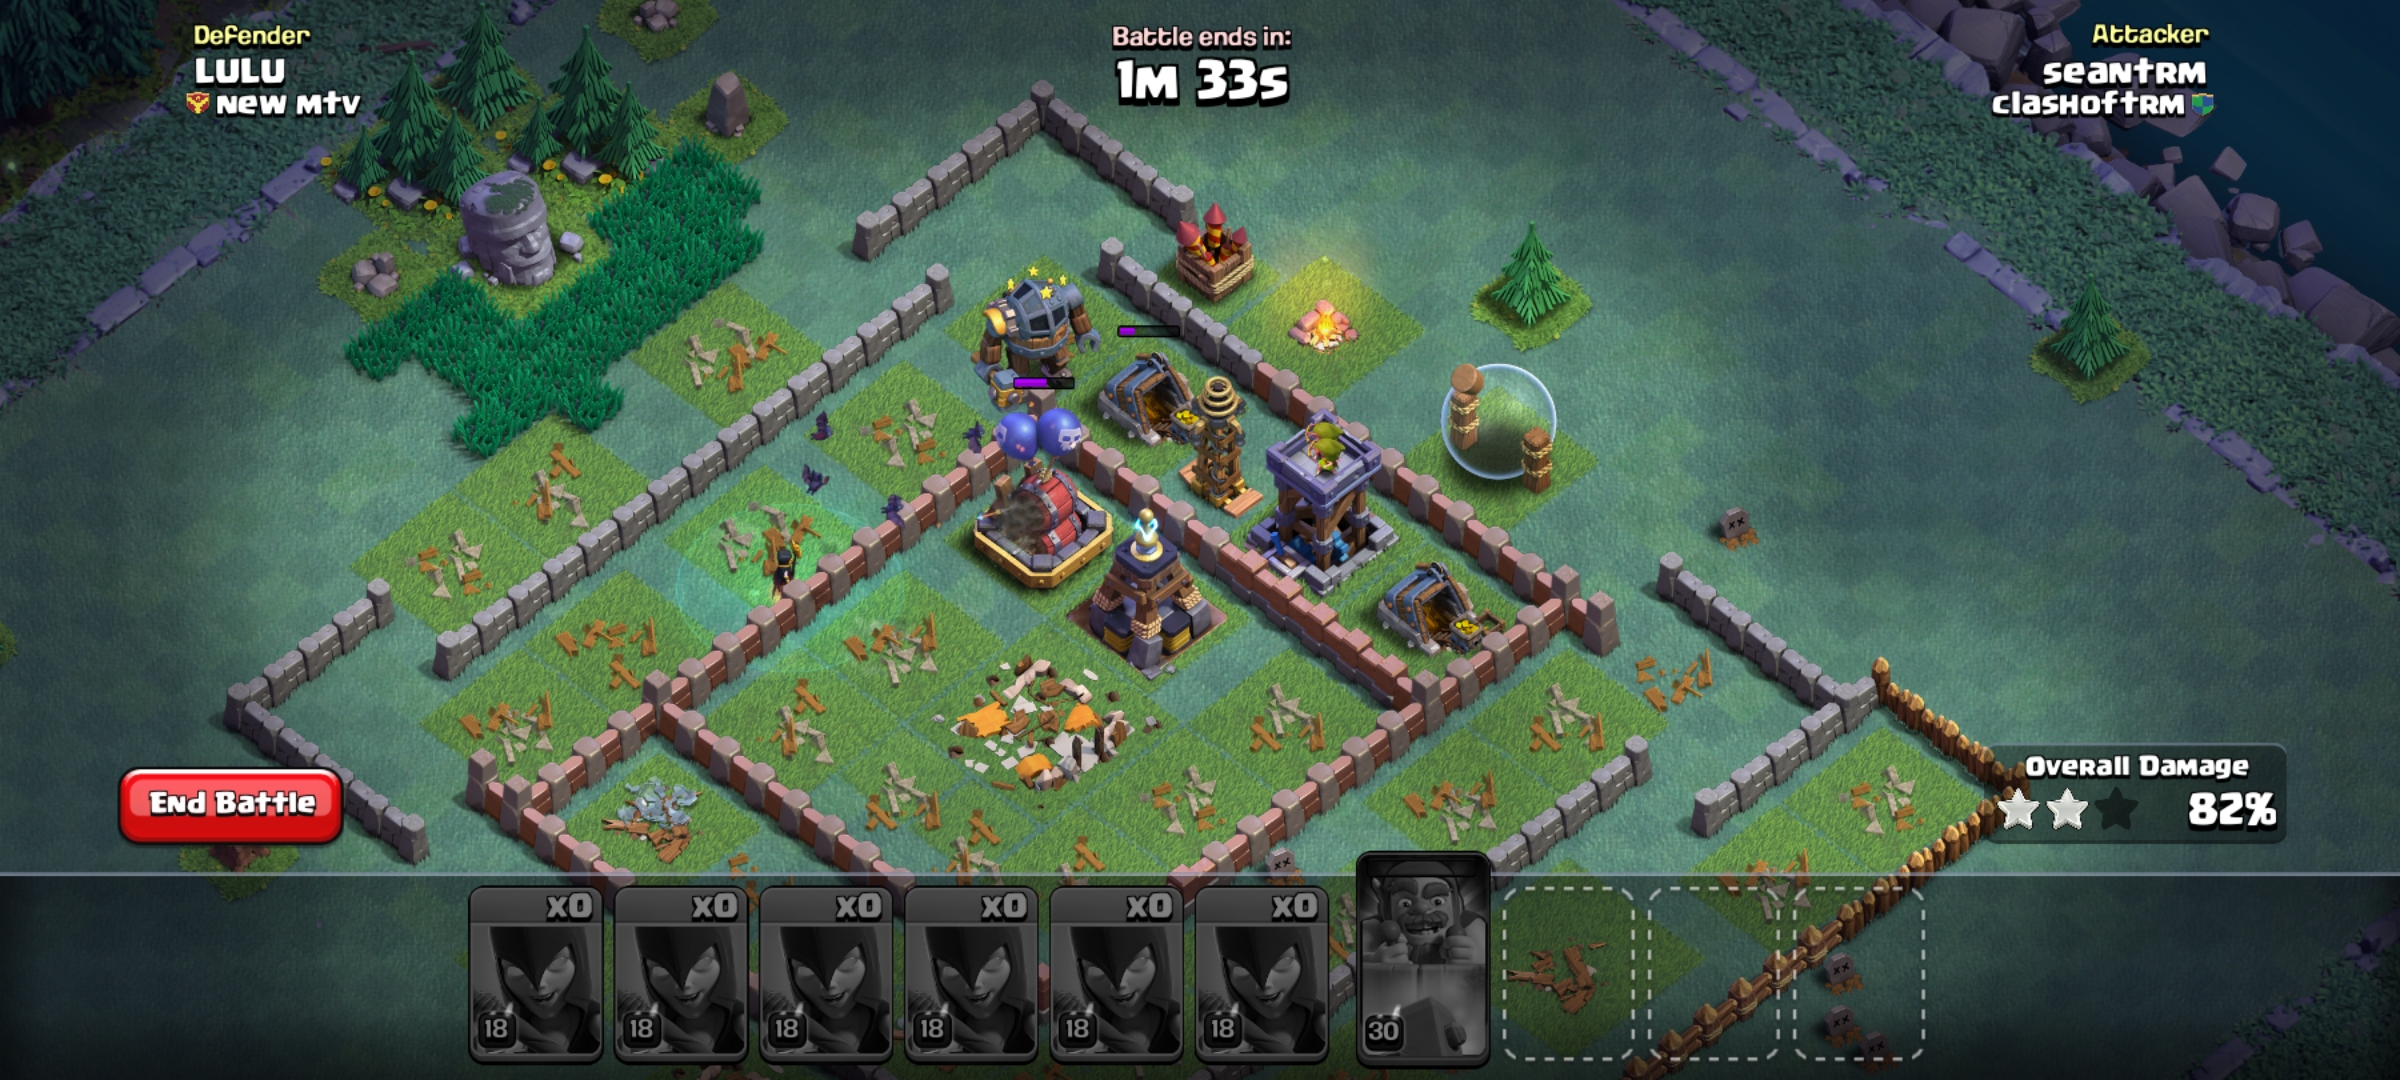 Defender
LULU
new mtv
Battle ends in:
1M 33s
Attacker
seantRM
clashoftRM
End Battle
Overall Damage
82%
x0 x0 x0 x0 x0 x0
18 18 18 18 18 18 30